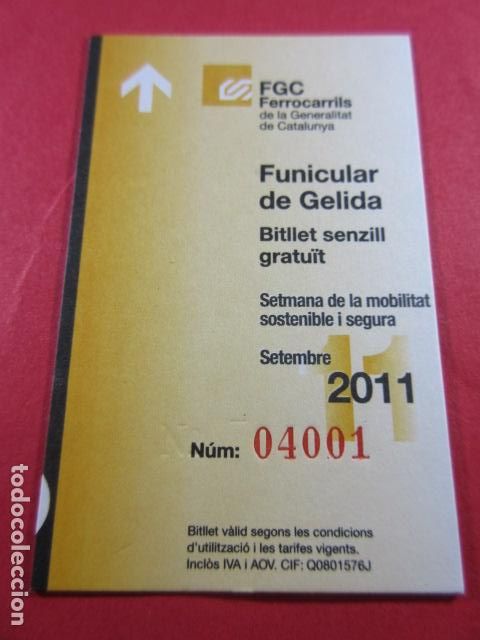 FGC
Ferrocarrils
de la Generalitat
de Catalunya
Funicular
de Gelida
Bitllet senzill
gratuït
Setmana de la mobilitat
sostenible i segura
Setembre
11
2011
Núm: 04001
Bitllet vàlid segons les condicions
d'utilització i les tarifes vigents.
Inclòs IVA i AOV. CIF: Q0801576J
todocoleccion